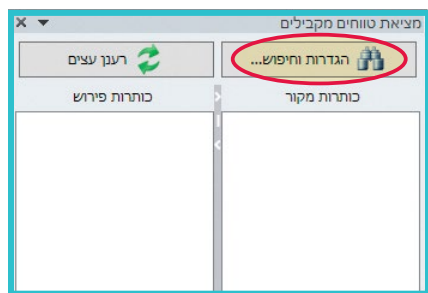 מציאת טווחים מקבילים
הגדרות וחיפוש...
רענן עצים
כותרות מקור
כותרות פירוש